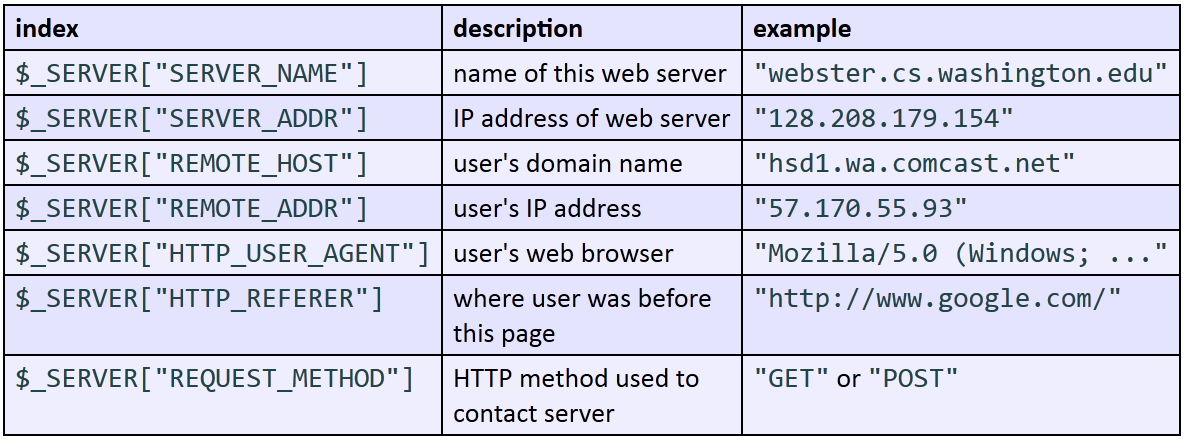 index description example
$_SERVER["SERVER_NAME"] name of this web server "webster.cs.washington.edu"
$_SERVER["SERVER_ADDR"] IP address of web server "128.208.179.154"
$_SERVER["REMOTE_HOST"] user's domain name "hsd1.wa.comcast.net"
$_SERVER["REMOTE_ADDR"] user's IP address "57.170.55.93"
$_SERVER["HTTP_USER_AGENT"] user's web browser "Mozilla/5.0 (Windows; ..."
$_SERVER["HTTP_REFERER"] where user was before "http://www.google.com/"
this page
$_SERVER["REQUEST_METHOD"] HTTP method used to "GET" or "POST"
contact server